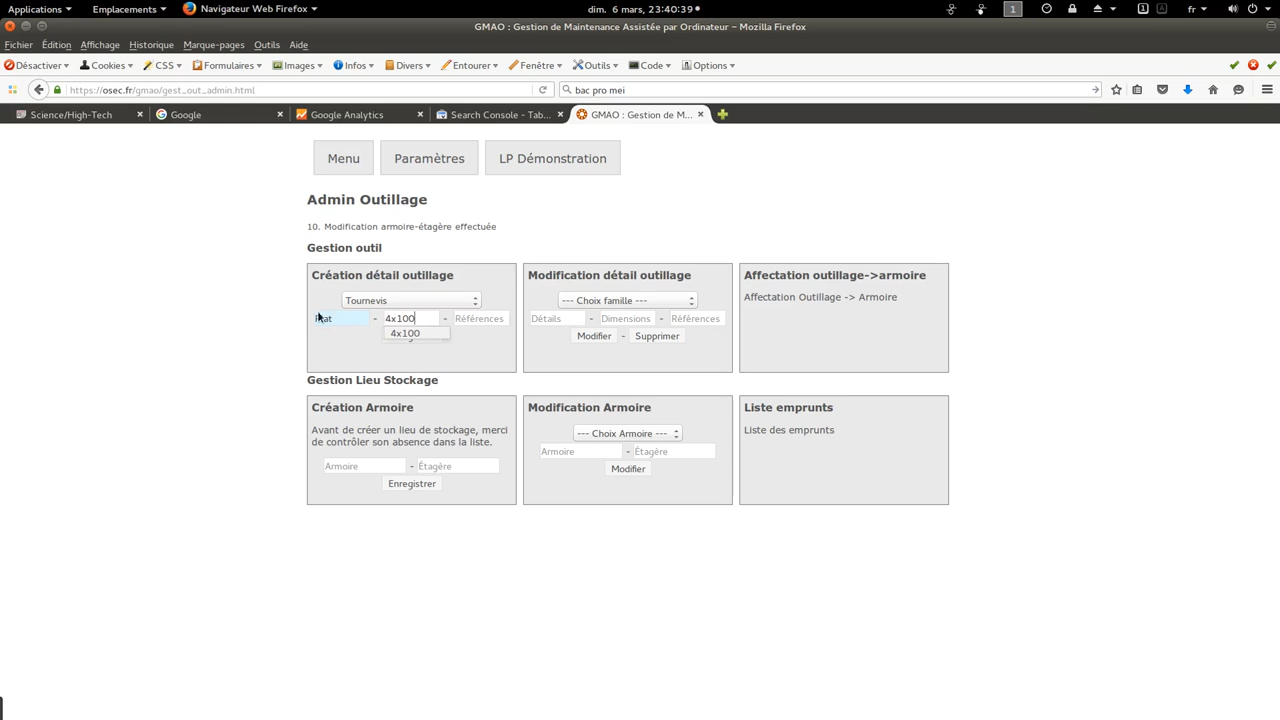 Applications Emplacements Navigateur Web Firefox dim. 6 mars, 23:40:39 1 1 A fr
GMAO : Gestion de Maintenance Assistée par Ordinateur – Mozilla Firefox
Fichier Édition Affichage Historique Marque-pages Outils Aide
Désactiver Cookies CSS Formulaires Images Infos Divers Entourer Fenêtre Outils Code Options
https://osec.fr/gmao/gest_out_admin.html bac pro mei
Science/High-Tech Google Google Analytics Search Console - Tab... GMAO : Gestion de M...
Menu Paramètres LP Démonstration
Admin Outillage
10. Modification armoire-étagère effectuée
Gestion outil
Création détail outillage Modification détail outillage Affectation outillage->armoire
Tournevis --- Choix famille --- Affectation Outillage -> Armoire
- 4x100 - Références Détails - Dimensions - Références
4x100 Modifier - Supprimer
Gestion Lieu Stockage
Création Armoire Modification Armoire Liste emprunts
Avant de créer un lieu de stockage, merci de contrôler son absence dans la liste. --- Choix Armoire --- Liste des emprunts
Armoire - Étagère Armoire - Étagère
Enregistrer Modifier